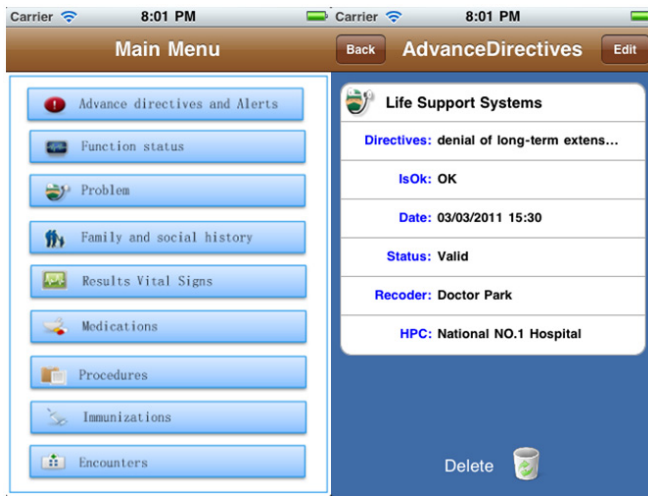 Carrier 8:01 PM
Main Menu
Advance directives and Alerts
Function status
Problem
Family and social history
Results Vital Signs
Medications
Procedures
Immunizations
Encounters
Carrier 8:01 PM
Back AdvanceDirectives Edit
Life Support Systems
Directives: denial of long-term extens...
IsOk: OK
Date: 03/03/2011 15:30
Status: Valid
Recoder: Doctor Park
HPC: National NO.1 Hospital
Delete